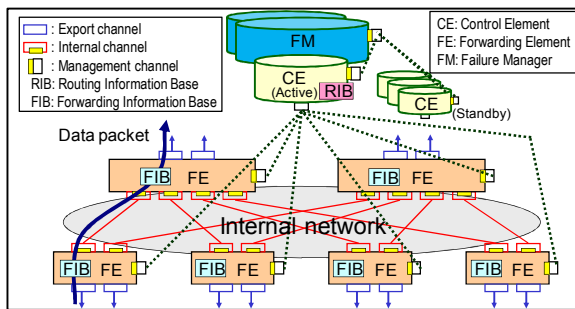 : Export channel
: Internal channel
: Management channel
RIB: Routing Information Base
FIB: Forwarding Information Base
FM
CE
(Active)
RIB
CE: Control Element
FE: Forwarding Element
FM: Failure Manager
CE
(Standby)
Data packet
FIB FE
FIB FE
Internal network
FIB FE
FIB FE
FIB FE
FIB FE